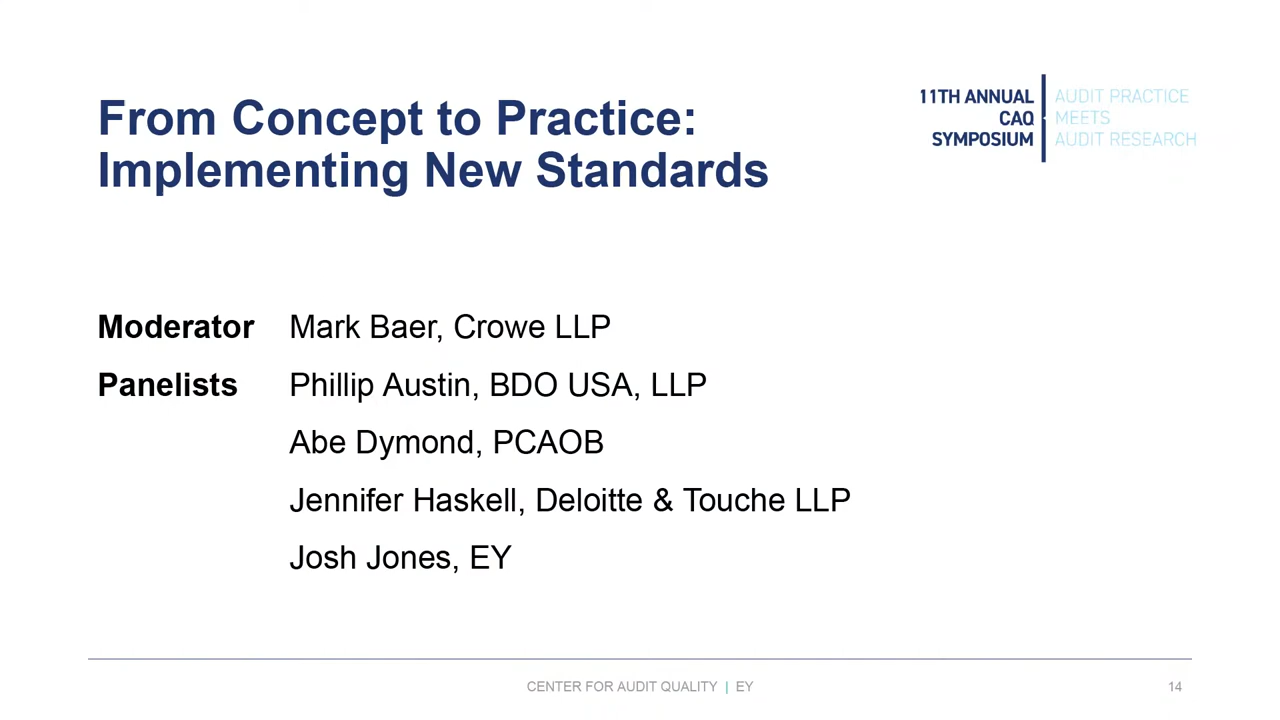 From Concept to Practice:
Implementing New Standards
11TH ANNUAL
CAQ
SYMPOSIUM
AUDIT PRACTICE
MEETS
AUDIT RESEARCH
Moderator Mark Baer, Crowe LLP
Panelists Phillip Austin, BDO USA, LLP
Abe Dymond, PCAOB
Jennifer Haskell, Deloitte & Touche LLP
Josh Jones, EY
CENTER FOR AUDIT QUALITY | EY
14